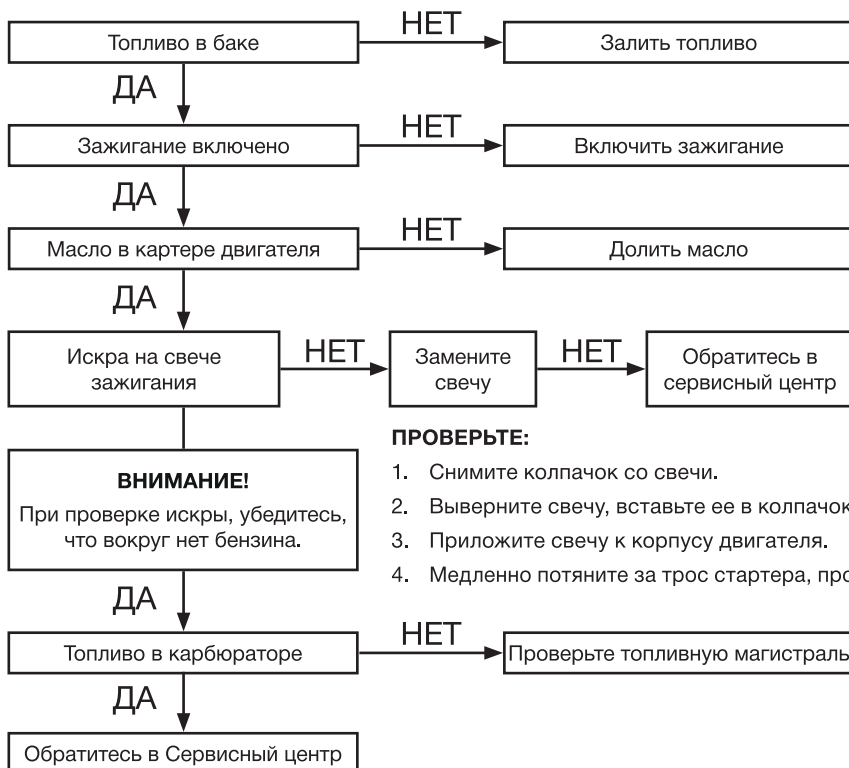 Топливо в баке
НЕТ
Залить топливо
ДА
Зажигание включено
НЕТ
Включить зажигание
ДА
Масло в картере двигателя
НЕТ
Долить масло
ДА
Искра на свече
зажигания
НЕТ
Замените
свечу
НЕТ
Обратитесь в
сервисный центр
ВНИМАНИЕ!
При проверке искры, убедитесь,
что вокруг нет бензина.
ПРОВЕРЬТЕ:
1. Снимите колпачок со свечи.
2. Выверните свечу, вставьте ее в колпачок
3. Приложите свечу к корпусу двигателя.
4. Медленно потяните за трос стартера,
ДА
Топливо в карбюраторе
НЕТ
Проверьте топливную магистраль
ДА
Обратитесь в Сервисный центр